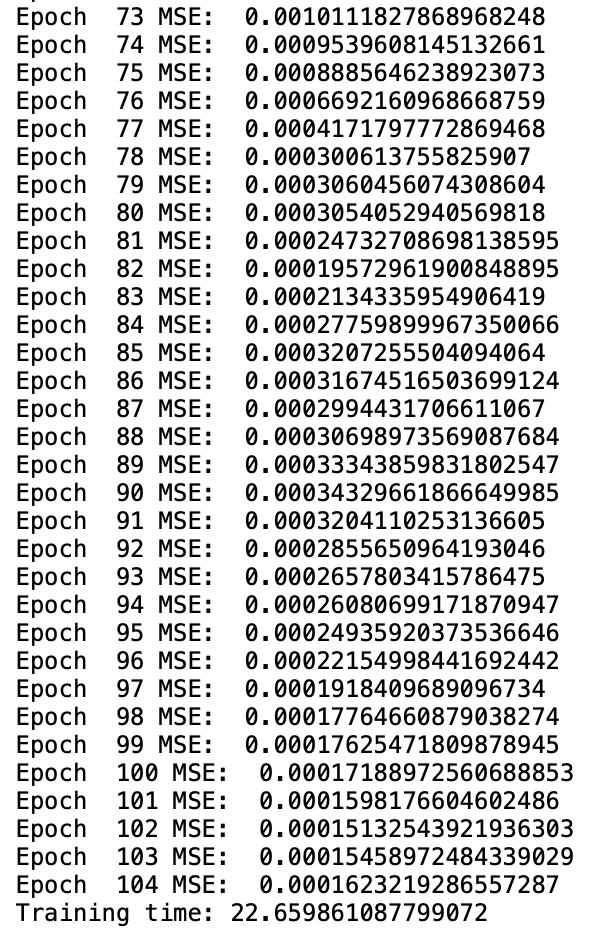 Epoch  73 MSE:  0.0010111827868968248
Epoch  74 MSE:  0.0009539608145132661
Epoch  75 MSE:  0.0008885646238923073
Epoch  76 MSE:  0.0006692160968668759
Epoch  77 MSE:  0.0004171797772869468
Epoch  78 MSE:  0.000300613755825907
Epoch  79 MSE:  0.0003060456074308604
Epoch  80 MSE:  0.0003054052940569818
Epoch  81 MSE:  0.00024732708698138595
Epoch  82 MSE:  0.00019572961900848895
Epoch  83 MSE:  0.0002134335954906419
Epoch  84 MSE:  0.00027759899967350066
Epoch  85 MSE:  0.0003207255504094064
Epoch  86 MSE:  0.00031674516503699124
Epoch  87 MSE:  0.0002994431706611067
Epoch  88 MSE:  0.00030698973569087684
Epoch  89 MSE:  0.00033343859831802547
Epoch  90 MSE:  0.00034329661866649985
Epoch  91 MSE:  0.0003204110253136605
Epoch  92 MSE:  0.0002855650964193046
Epoch  93 MSE:  0.0002657803415786475
Epoch  94 MSE:  0.00026080699171870947
Epoch  95 MSE:  0.00024935920373536646
Epoch  96 MSE:  0.00022154998441692442
Epoch  97 MSE:  0.0001918409689096734
Epoch  98 MSE:  0.00017764660879038274
Epoch  99 MSE:  0.00017625471809878945
Epoch  100 MSE:  0.00017188972560688853
Epoch  101 MSE:  0.0001598176604602486
Epoch  102 MSE:  0.00015132543921936303
Epoch  103 MSE:  0.00015458972484339029
Epoch  104 MSE:  0.0001623219286557287
Training time: 22.659861087799072